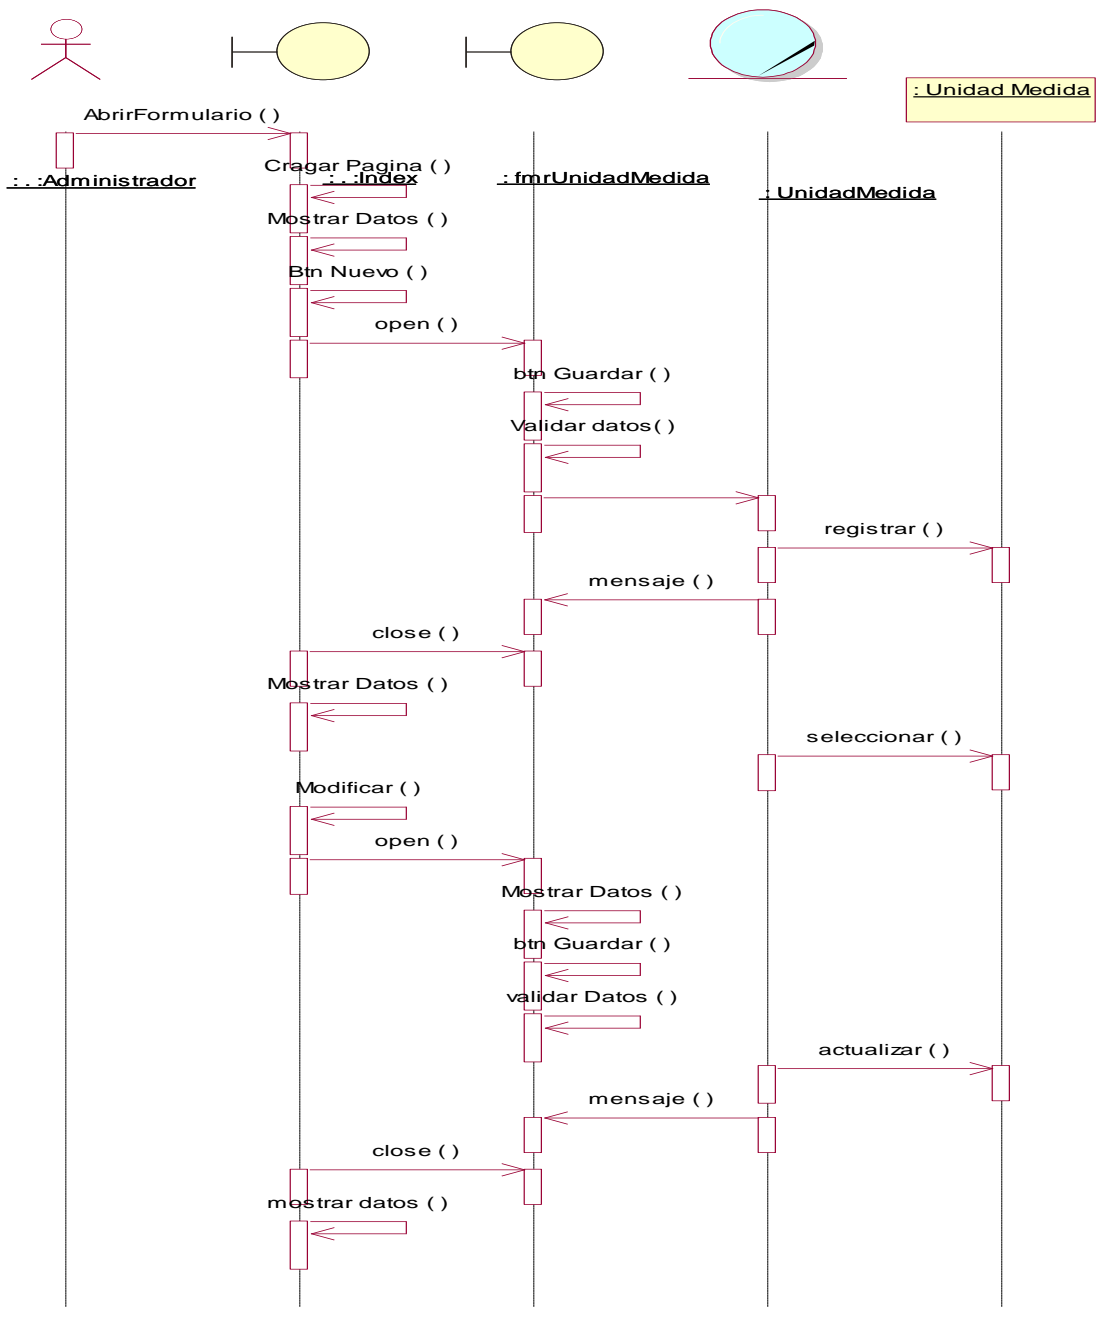 : Unidad Medida
AbrirFormulario ( )
Cragar Pagina ( )
: . :Administrador
: . :Index
: fmrUnidadMedida
: UnidadMedida
Mostrar Datos ( )
Btn Nuevo ( )
open ( )
btn Guardar ( )
Validar datos( )
registrar ( )
mensaje ( )
close ( )
Mostrar Datos ( )
seleccionar ( )
Modificar ( )
open ( )
Mostrar Datos ( )
btn Guardar ( )
validar Datos ( )
actualizar ( )
mensaje ( )
close ( )
mostrar datos ( )